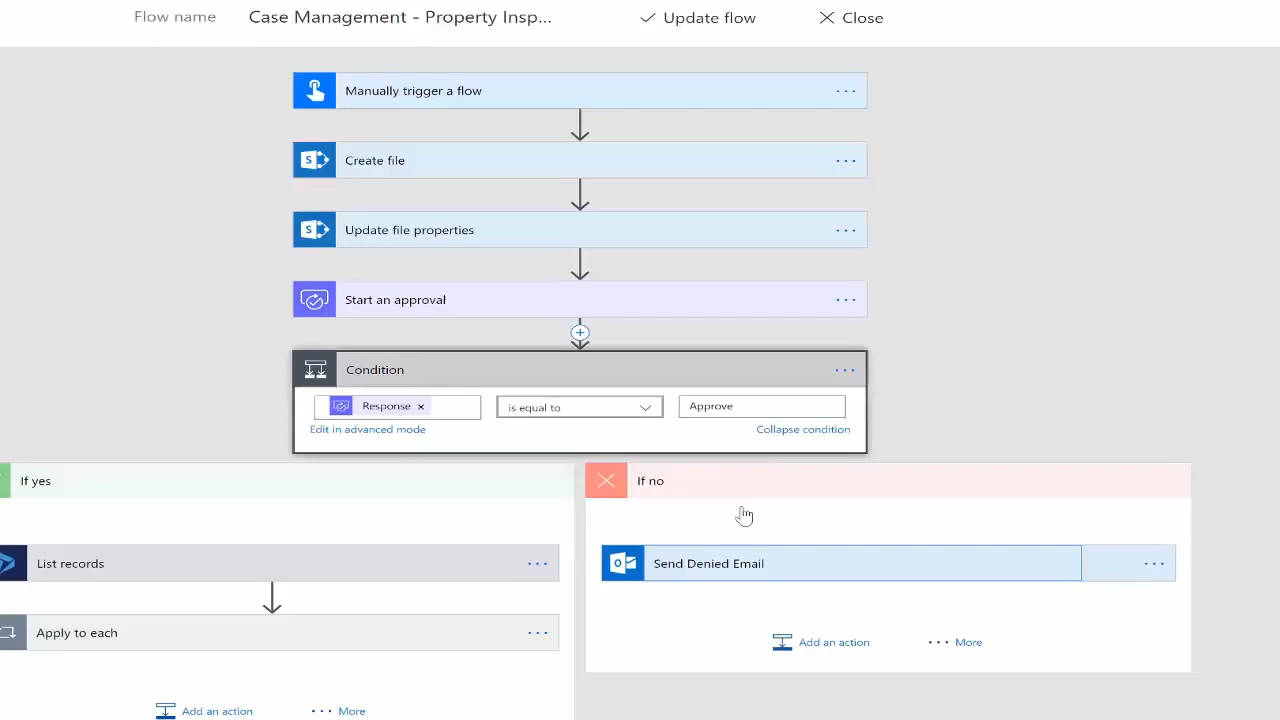 Flow name Case Management - Property Insp... Update flow Close
Manually trigger a flow
Create file
Update file properties
Start an approval
Condition
Response × is equal to Approve
Edit in advanced mode Collapse condition
If yes
List records
Apply to each
Add an action ... More
If no
Send Denied Email
Add an action ... More